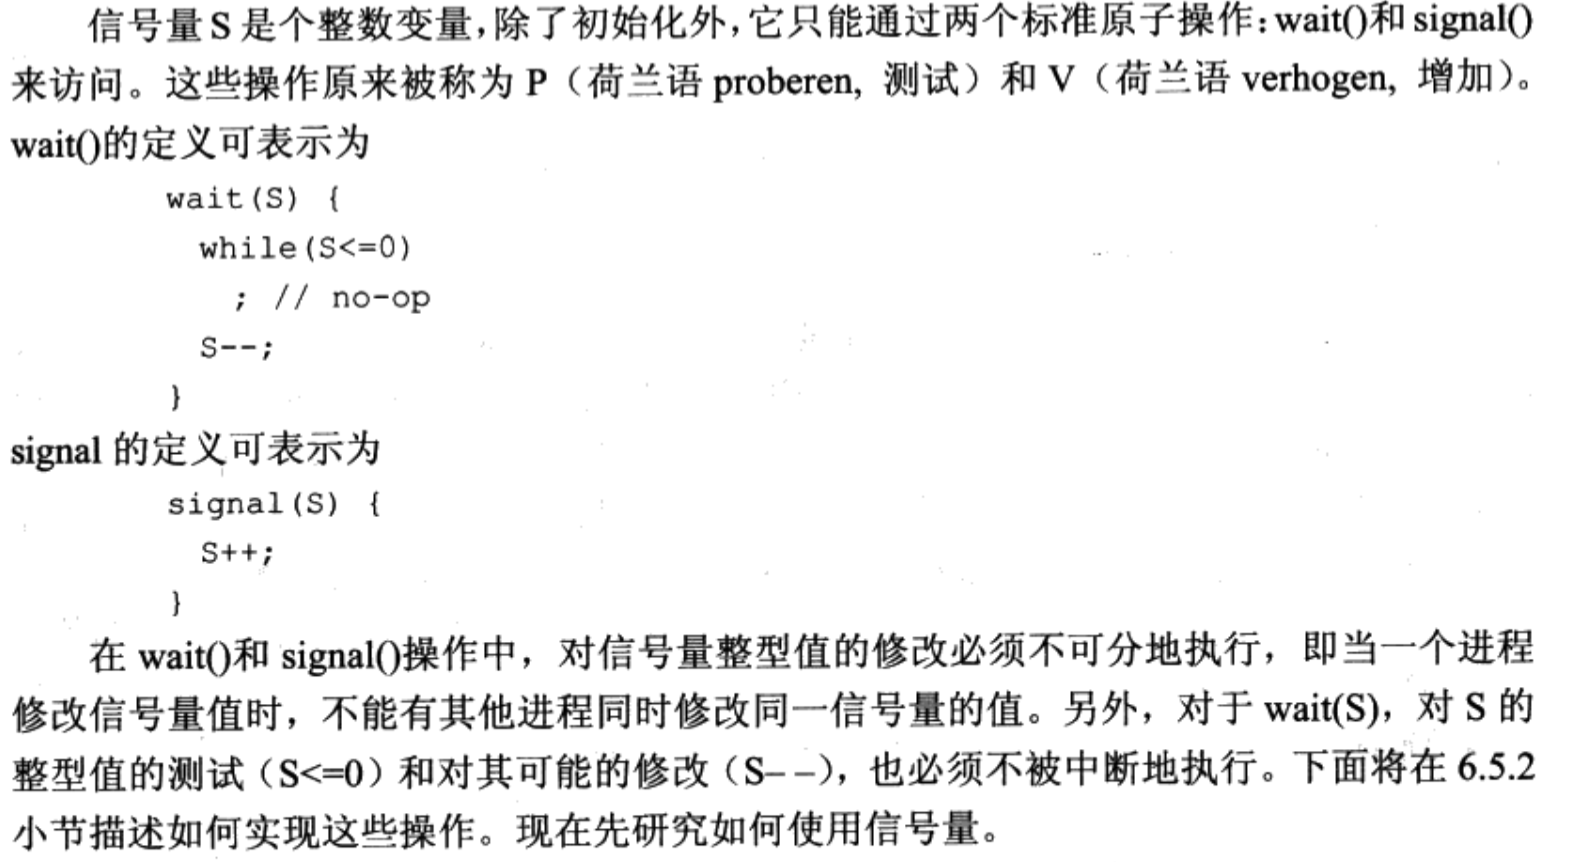 信号量 S 是个整数变量,除了初始化外,它只能通过两个标准原子操作:wait()和 signal()
来访问。这些操作原来被称为 P（荷兰语 proberen, 测试）和 V（荷兰语 verhogen, 增加）。
wait()的定义可表示为
wait(S) {
while(S<=0)
; // no-op
S--;
}
signal 的定义可表示为
signal(S) {
S++;
}
在 wait()和 signal()操作中，对信号量整型值的修改必须不可分地执行，即当一个进程
修改信号量值时，不能有其他进程同时修改同一信号量的值。另外，对于 wait(S)，对 S 的
整型值的测试（S<=0）和对其可能的修改（S– –），也必须不被中断地执行。下面将在 6.5.2
小节描述如何实现这些操作。现在先研究如何使用信号量。